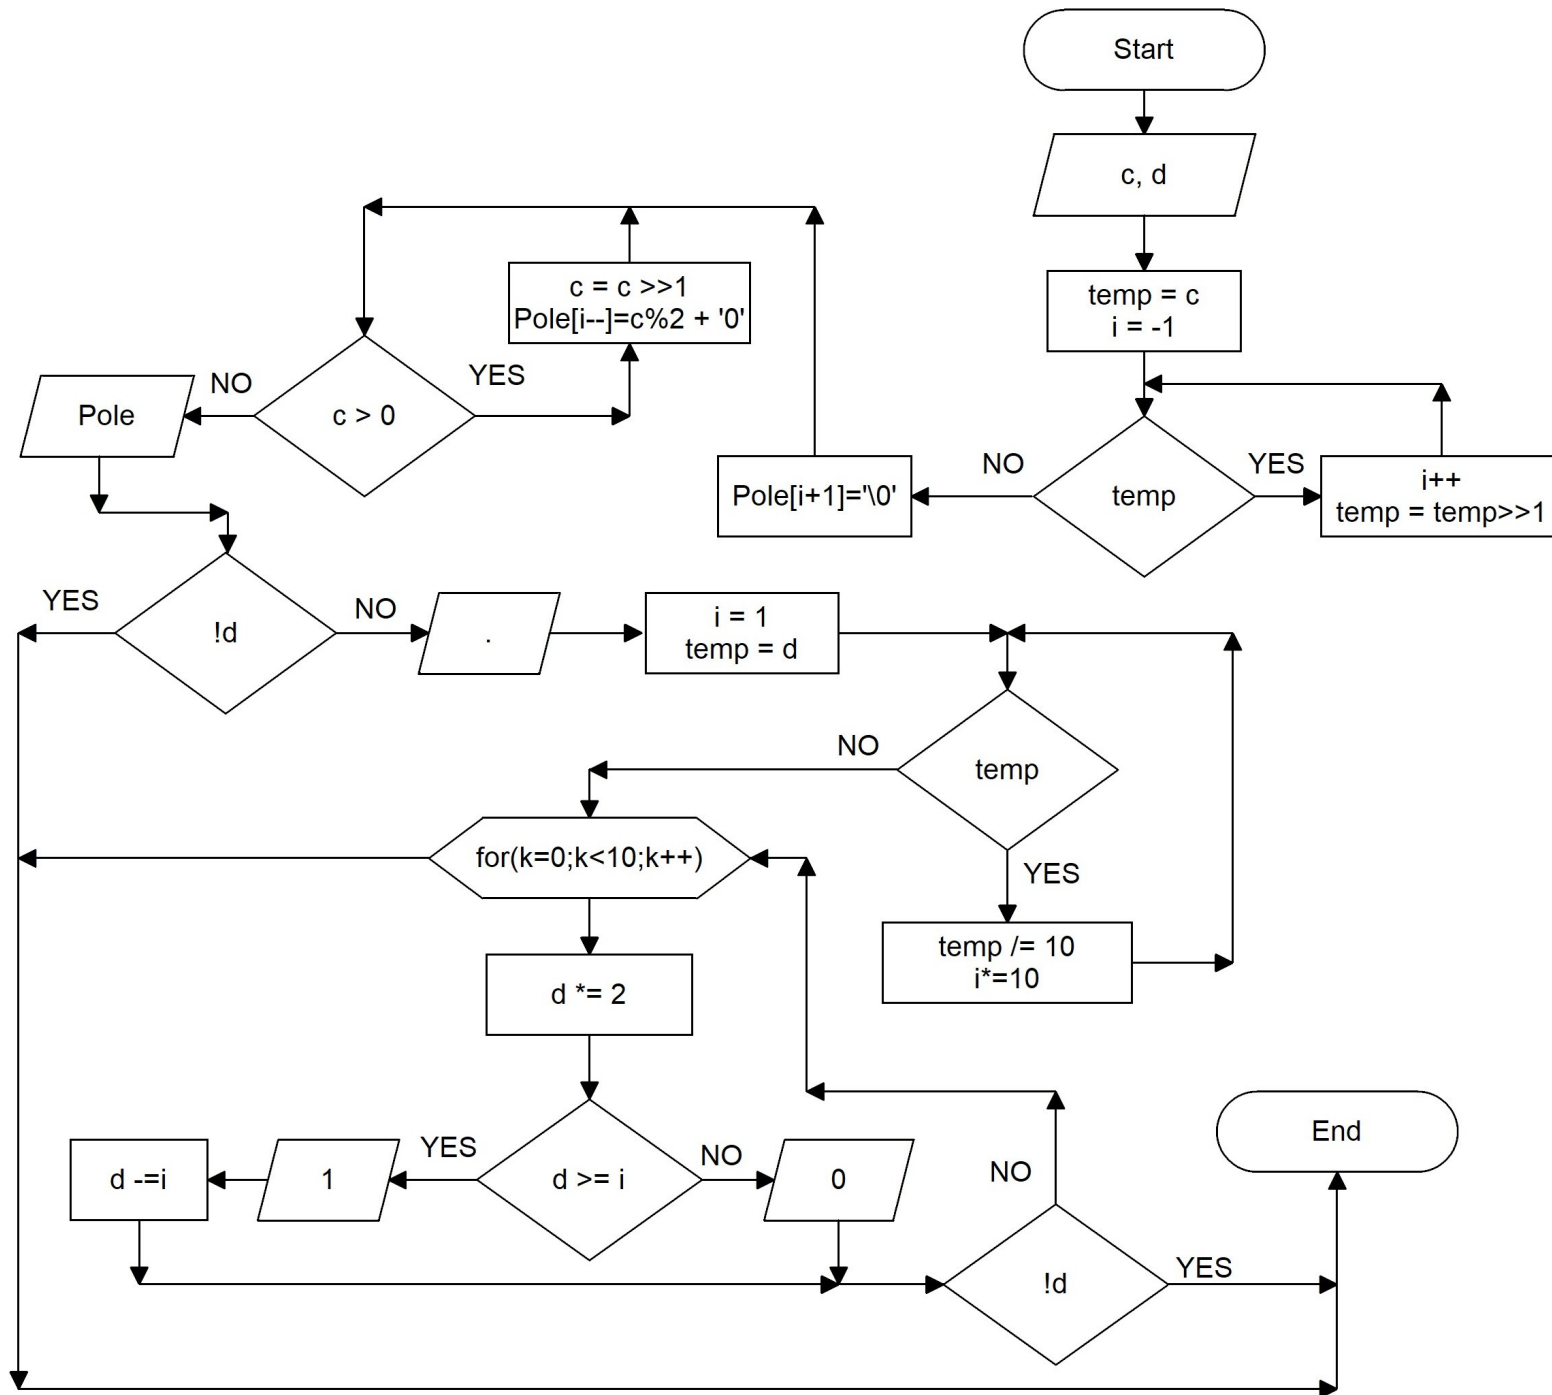 Start
c, d
temp = c
i = -1
temp
YES
i++
temp = temp>>1
NO
Pole[i+1]='\0'
c > 0
YES
c = c >>1
Pole[i--]=c%2 + '0'
NO
Pole
!d
YES
NO
.
i = 1
temp = d
temp
YES
temp /= 10
i*=10
NO
for(k=0;k<10;k++)
d *= 2
d >= i
YES
1
d -=i
NO
0
!d
NO
YES
End